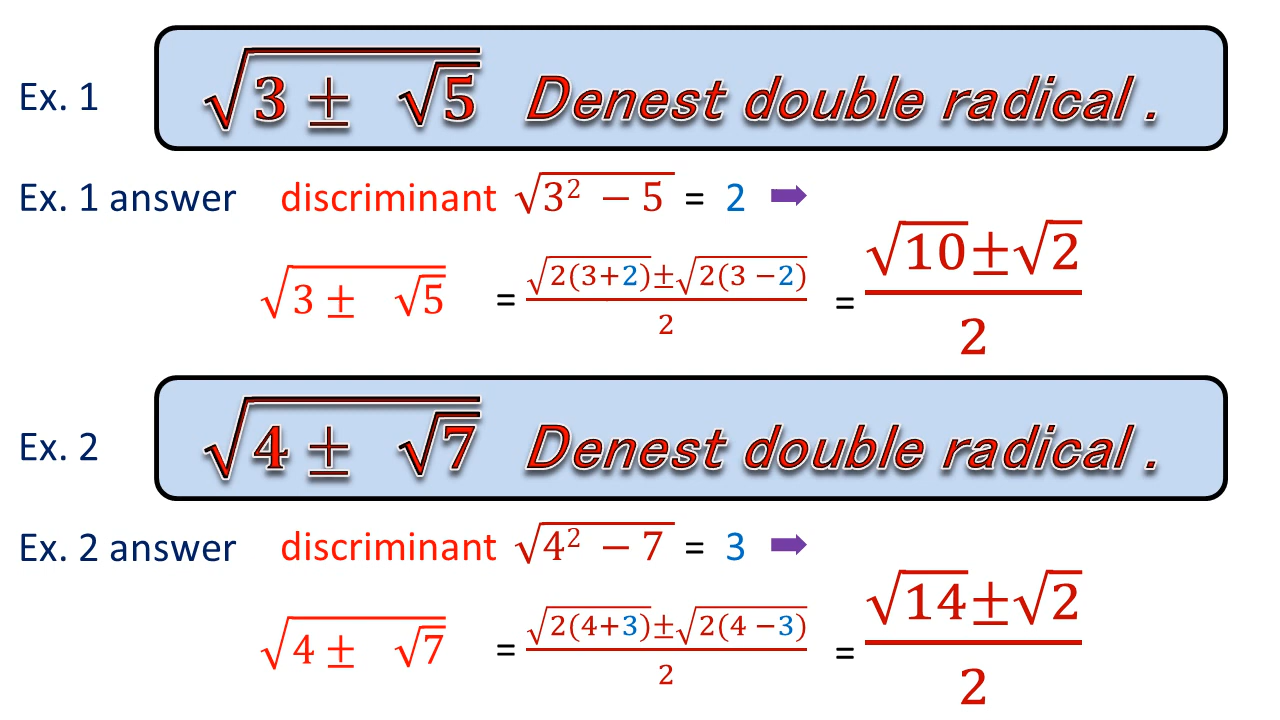 Ex. 1 √(3 ± √5) Denest double radical .
Ex. 1 answer discriminant √(3² − 5) = 2 ➡
√(3 ± √5) = (√(2(3+2))±√(2(3 −2)))/2 = (√10±√2)/2
Ex. 2 √(4 ± √7) Denest double radical .
Ex. 2 answer discriminant √(4² − 7) = 3 ➡
√(4 ± √7) = (√(2(4+3))±√(2(4 −3)))/2 = (√14±√2)/2